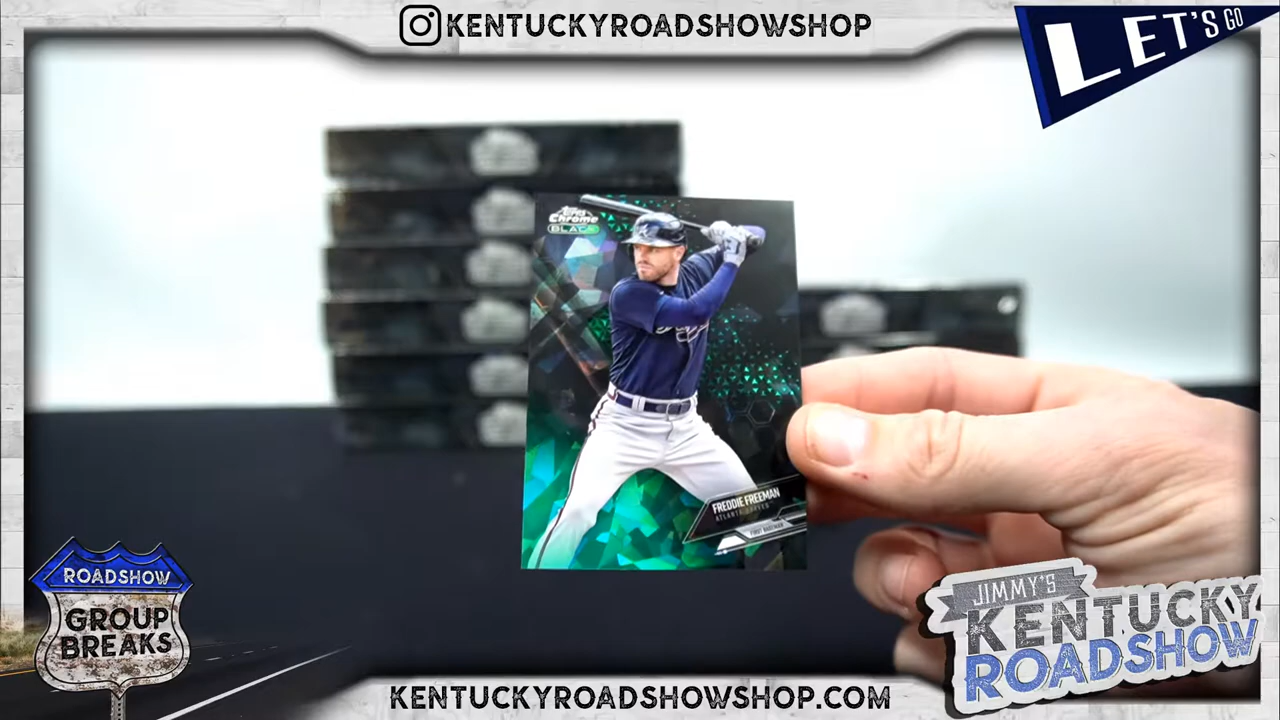 KENTUCKYROADSHOWSHOP
LET'S GO
Topps
Chrome
BLACK
FREDDIE FREEMAN
ATLANTA BRAVES
FIRST BASEMAN
ROADSHOW
GROUP
BREAKS
JIMMY'S
KENTUCKY
ROADSHOW
KENTUCKYROADSHOWSHOP.COM